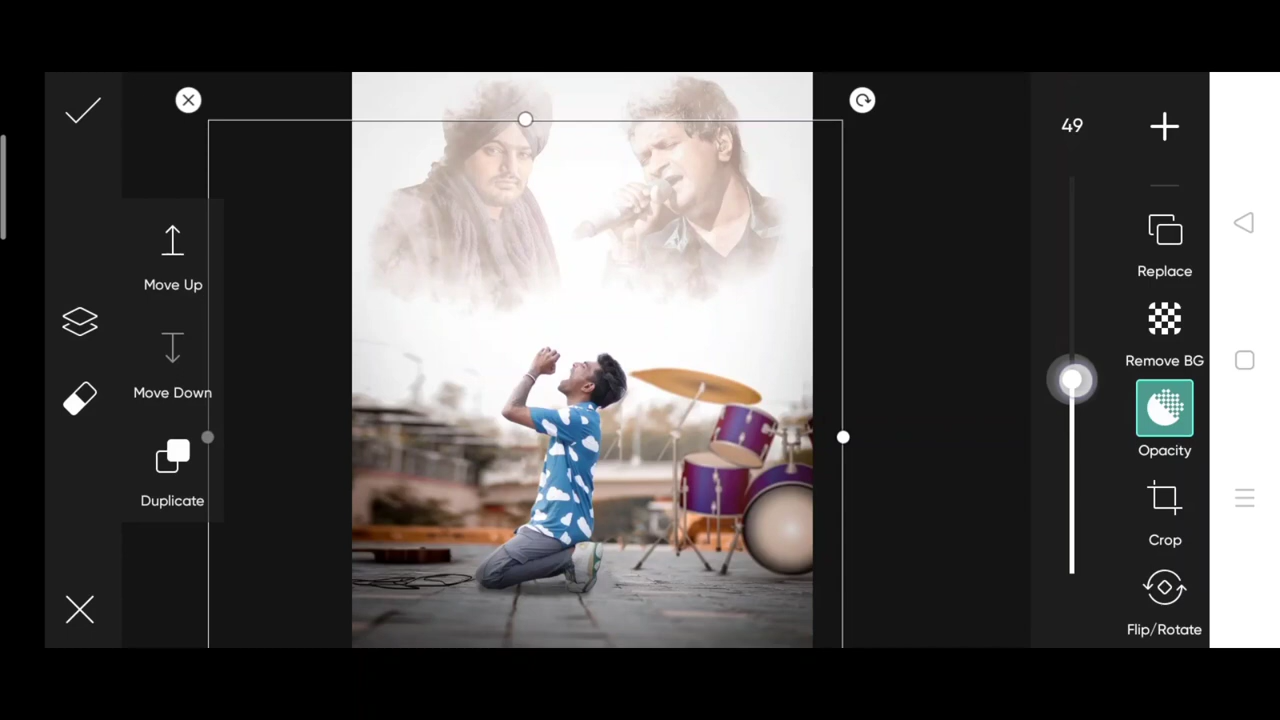 49
Move Up
Replace
Remove BG
Move Down
Opacity
Duplicate
Crop
Flip/Rotate